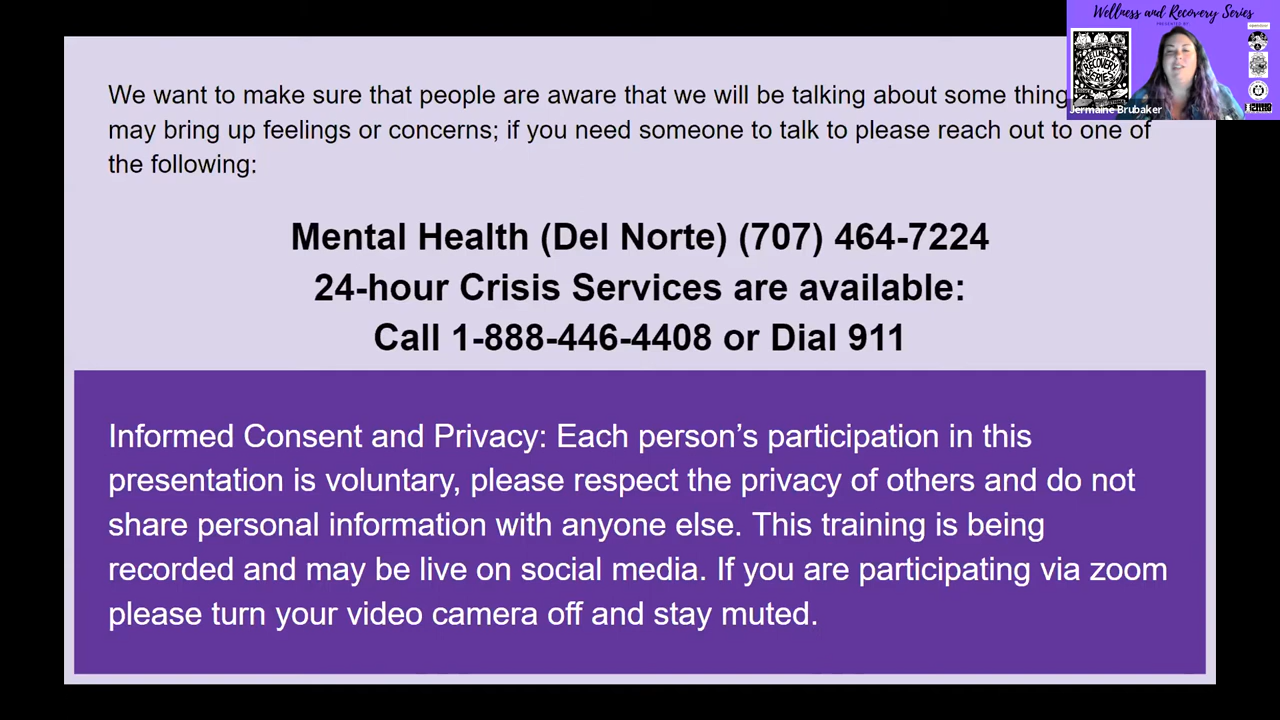 Wellness and Recovery Series
PRESENTED BY
We want to make sure that people are aware that we will be talking about some thing
Jermaine Brubaker
may bring up feelings or concerns; if you need someone to talk to please reach out to one of
the following:
Mental Health (Del Norte) (707) 464-7224
24-hour Crisis Services are available:
Call 1-888-446-4408 or Dial 911
Informed Consent and Privacy: Each person’s participation in this
presentation is voluntary, please respect the privacy of others and do not
share personal information with anyone else. This training is being
recorded and may be live on social media. If you are participating via zoom
please turn your video camera off and stay muted.